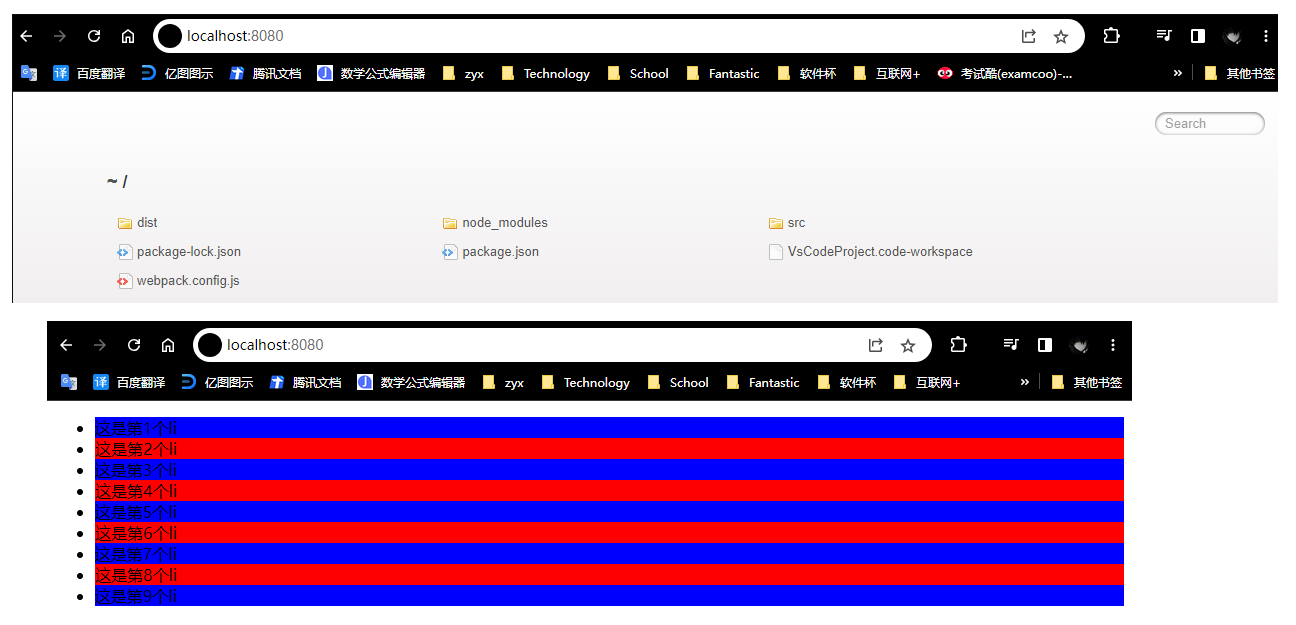 localhost:8080
译 百度翻译 亿图图示 腾讯文档 数学公式编辑器 zyx Technology School Fantastic 软件杯 互联网+ 考试酷(examcoo)-... » 其他书签
Search
~ /
dist node_modules src
package-lock.json package.json VsCodeProject.code-workspace
webpack.config.js
localhost:8080
译 百度翻译 亿图图示 腾讯文档 数学公式编辑器 zyx Technology School Fantastic 软件杯 互联网+ » 其他书签
这是第1个li
这是第2个li
这是第3个li
这是第4个li
这是第5个li
这是第6个li
这是第7个li
这是第8个li
这是第9个li